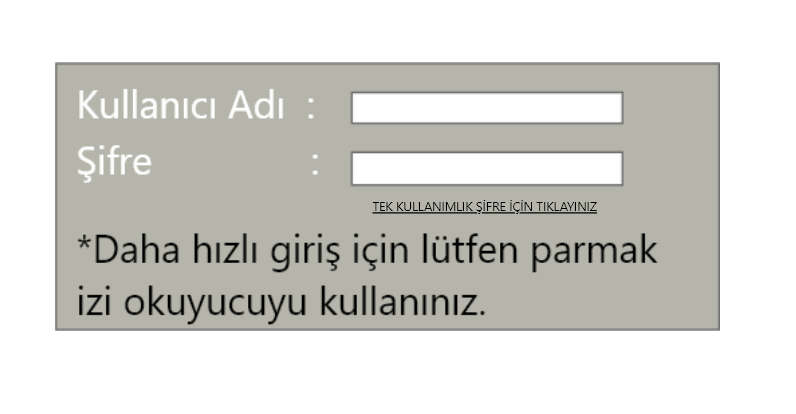 Kullanıcı Adı :
Şifre :
TEK KULLANIMLIK ŞİFRE İÇİN TIKLAYINIZ
*Daha hızlı giriş için lütfen parmak
izi okuyucuyu kullanınız.